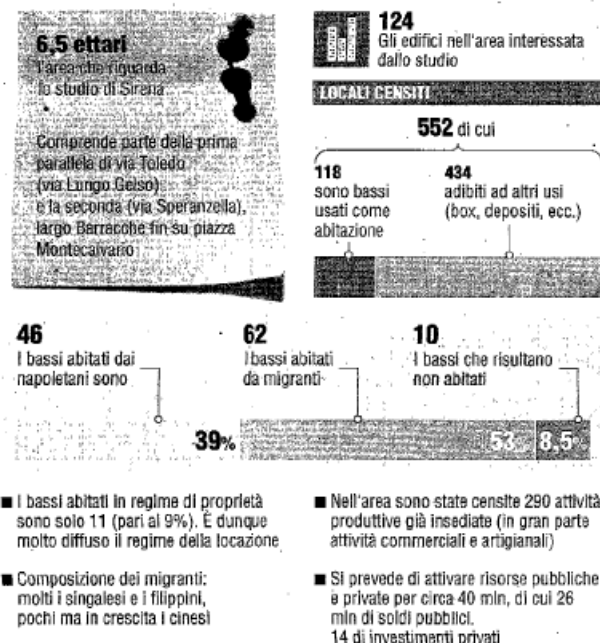 6,5 ettari
l'area che riguarda
lo studio di Sirena
Comprende parte della prima
parallela di via Toledo
(via Lungo Gelso)
e la seconda (via Speranzella),
largo Barracche fin su piazza
Montecalvario
124
Gli edifici nell'area interessata
dallo studio
LOCALI CENSITI
552 di cui
118
sono bassi
usati come
abitazione
434
adibiti ad altri usi
(box, depositi, ecc.)
46
I bassi abitati dai
napoletani sono
62
I bassi abitati
da migranti
10
I bassi che risultano
non abitati
39%
53%
8,5%
■ I bassi abitati in regime di proprietà
sono solo 11 (pari al 9%). È dunque
molto diffuso il regime della locazione
■ Composizione dei migranti:
molti i singalesi e i filippini,
pochi ma in crescita i cinesi
■ Nell'area sono state censite 290 attività
produttive già insediate (in gran parte
attività commerciali e artigianali)
■ Si prevede di attivare risorse pubbliche
e private per circa 40 mln, di cui 26
mln di soldi pubblici.
14 di investimenti privati